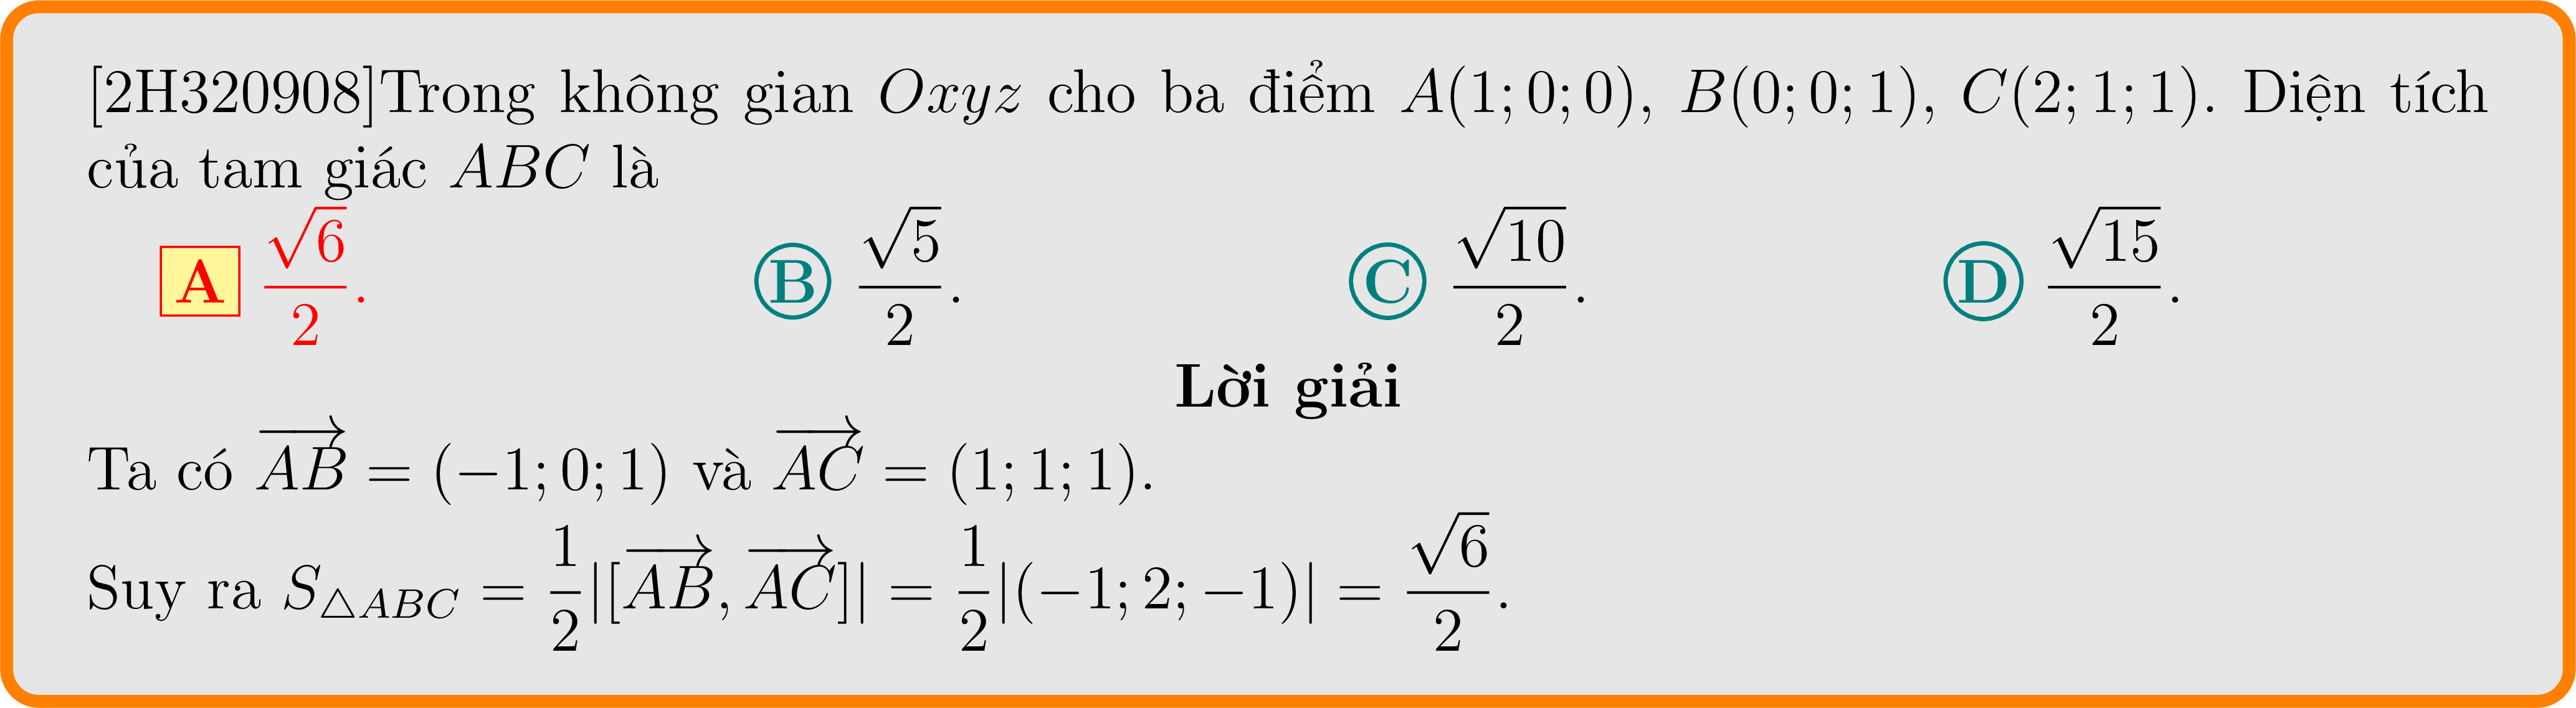 [2H320908]Trong không gian Oxyz cho ba điểm A(1; 0; 0), B(0; 0; 1), C(2; 1; 1). Diện tích
của tam giác ABC là
A $\frac{\sqrt{6}}{2}$. B $\frac{\sqrt{5}}{2}$. C $\frac{\sqrt{10}}{2}$. D $\frac{\sqrt{15}}{2}$.
Lời giải
Ta có $\overrightarrow{AB} = (-1; 0; 1)$ và $\overrightarrow{AC} = (1; 1; 1)$.
Suy ra $S_{\triangle ABC} = \frac{1}{2}|[\overrightarrow{AB}, \overrightarrow{AC}]| = \frac{1}{2}|(-1; 2; -1)| = \frac{\sqrt{6}}{2}$.